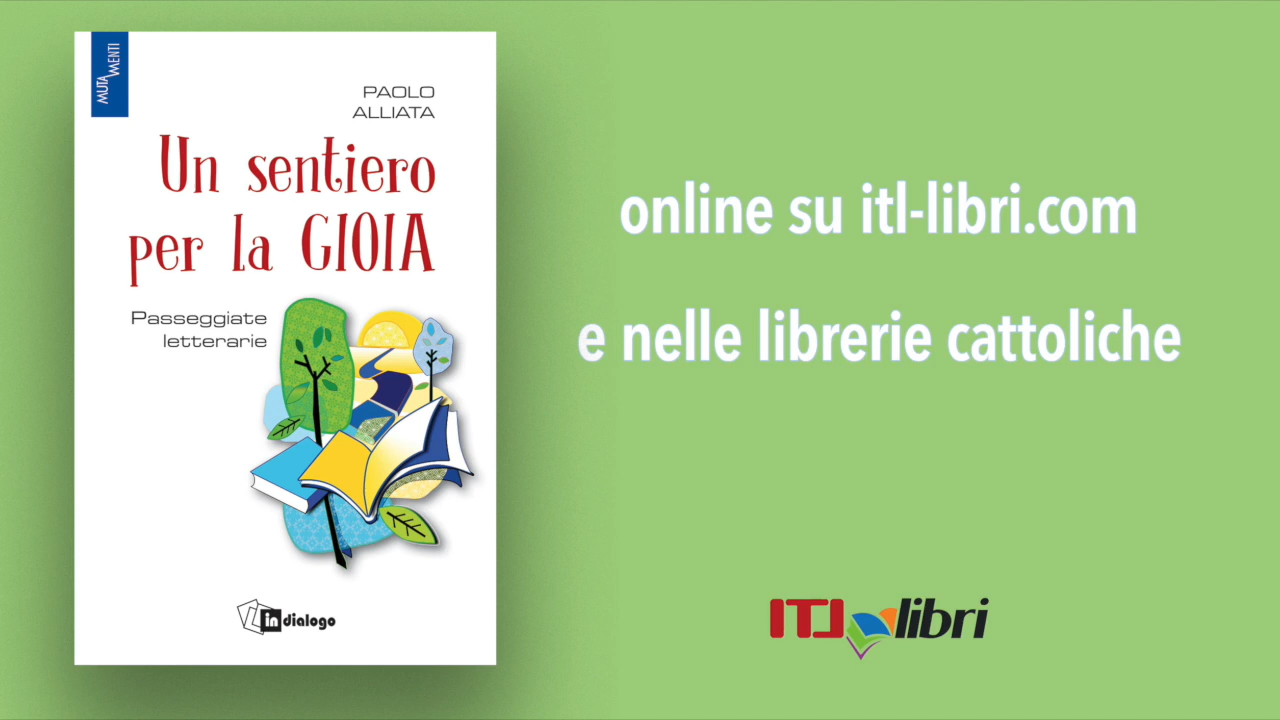 MUTAMENTI
PAOLO
ALLIATA
Un sentiero
per la GIOIA
Passeggiate
letterarie
in dialogo
online su itl-libri.com
e nelle librerie cattoliche
ITL libri